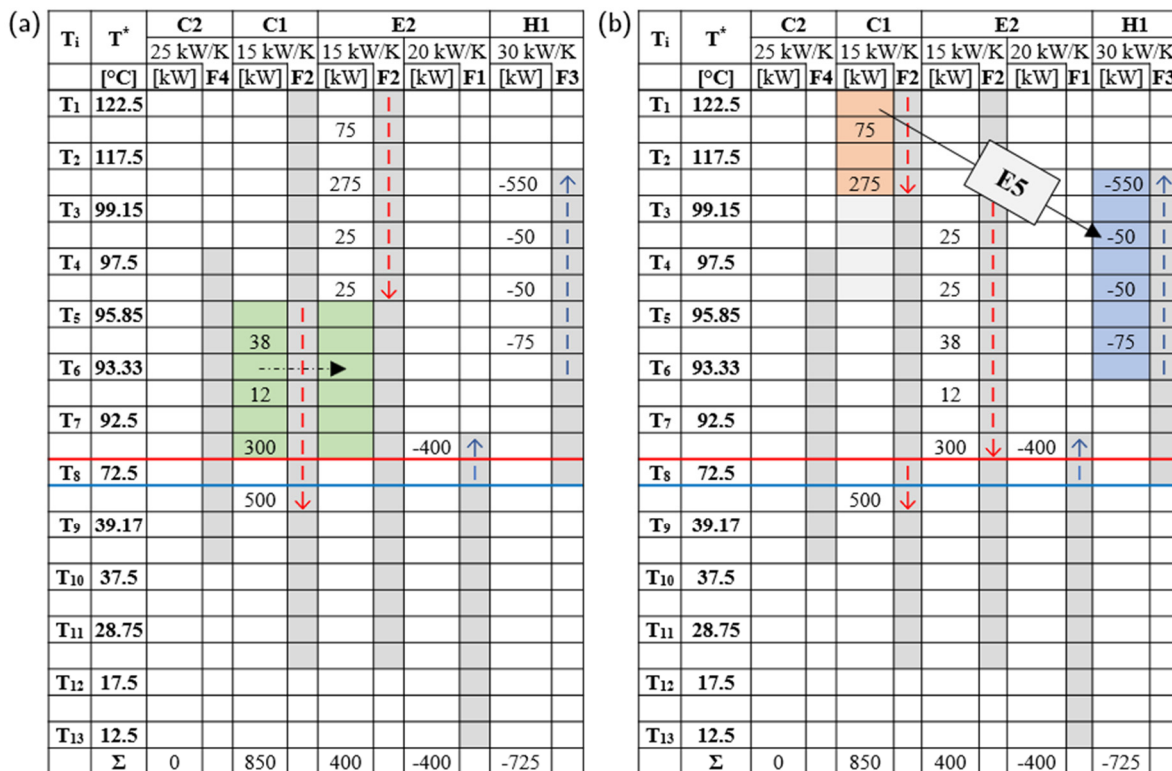 (a)
Tᵢ T* C2 C1 E2 H1
25 kW/K 15 kW/K 15 kW/K 20 kW/K 30 kW/K
[°C] [kW] F4 [kW] F2 [kW] F2 [kW] F1 [kW] F3
T₁ 122.5
75
T₂ 117.5
275 -550
T₃ 99.15
25 -50
T₄ 97.5
25 -50
T₅ 95.85
38 -75
T₆ 93.33
12
T₇ 92.5
300 -400
T₈ 72.5
500
T₉ 39.17
T₁₀ 37.5
T₁₁ 28.75
T₁₂ 17.5
T₁₃ 12.5
Σ 0 850 400 -400 -725
(b)
Tᵢ T* C2 C1 E2 H1
25 kW/K 15 kW/K 15 kW/K 20 kW/K 30 kW/K
[°C] [kW] F4 [kW] F2 [kW] F2 [kW] F1 [kW] F3
T₁ 122.5
75
T₂ 117.5
275 E5 -550
T₃ 99.15
25 -50
T₄ 97.5
25 -50
T₅ 95.85
38 -75
T₆ 93.33
12
T₇ 92.5
300 -400
T₈ 72.5
500
T₉ 39.17
T₁₀ 37.5
T₁₁ 28.75
T₁₂ 17.5
T₁₃ 12.5
Σ 0 850 400 -400 -725